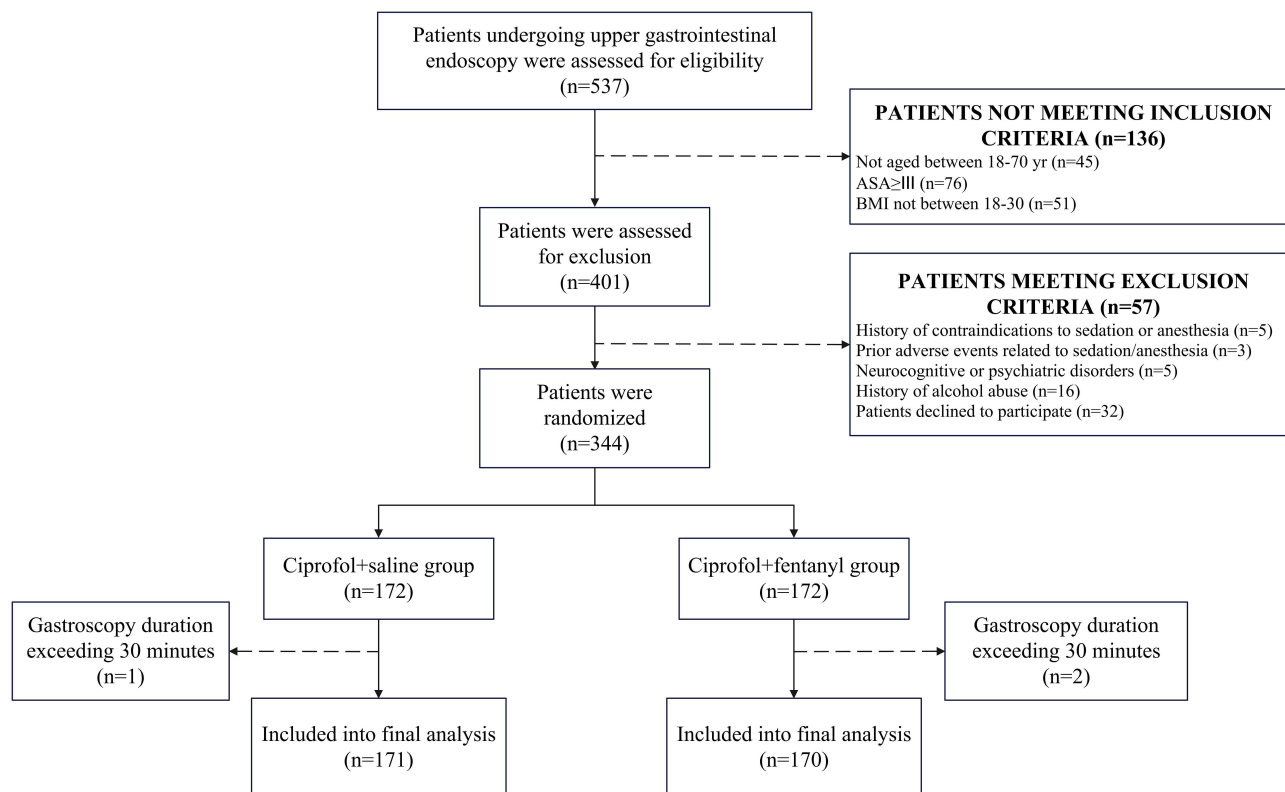 Patients undergoing upper gastrointestinal
endoscopy were assessed for eligibility
(n=537)
PATIENTS NOT MEETING INCLUSION
CRITERIA (n=136)
Not aged between 18-70 yr (n=45)
ASA≥III (n=76)
BMI not between 18-30 (n=51)
Patients were assessed
for exclusion
(n=401)
PATIENTS MEETING EXCLUSION
CRITERIA (n=57)
History of contraindications to sedation or anesthesia (n=5)
Prior adverse events related to sedation/anesthesia (n=3)
Neurocognitive or psychiatric disorders (n=5)
History of alcohol abuse (n=16)
Patients declined to participate (n=32)
Patients were
randomized
(n=344)
Ciprofol+saline group
(n=172)
Ciprofol+fentanyl group
(n=172)
Gastroscopy duration
exceeding 30 minutes
(n=1)
Gastroscopy duration
exceeding 30 minutes
(n=2)
Included into final analysis
(n=171)
Included into final analysis
(n=170)